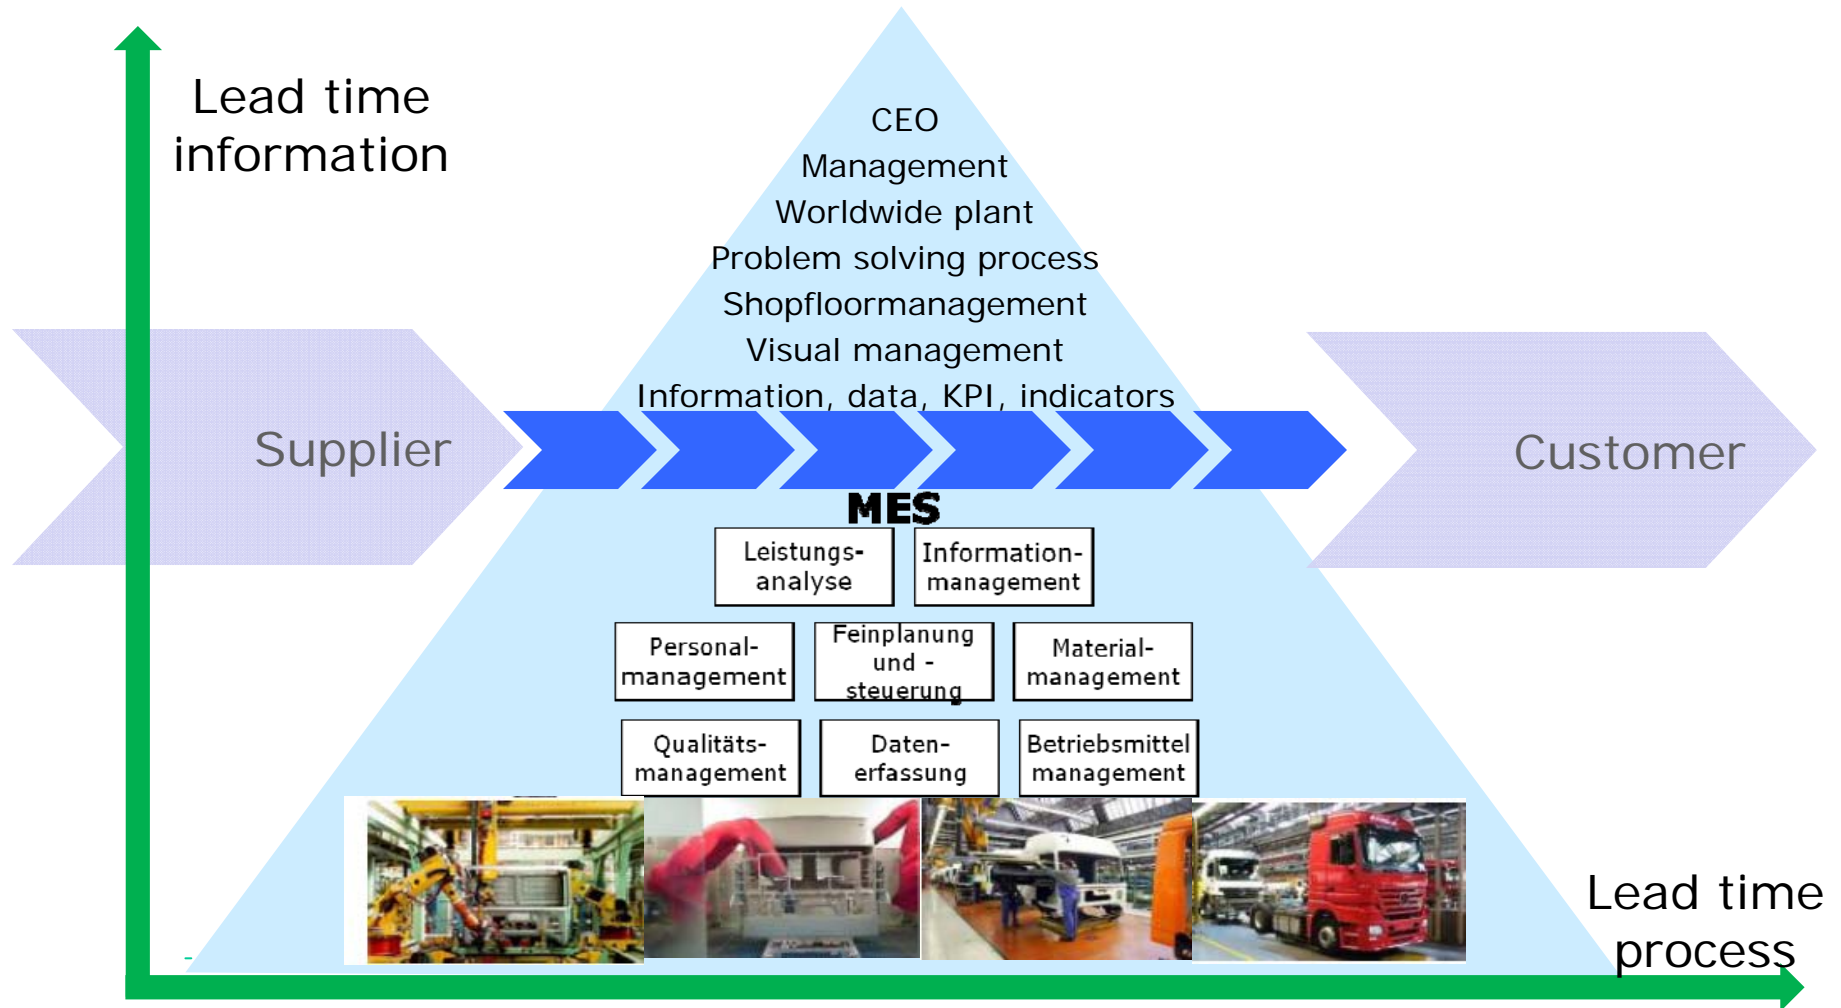 Lead time
information
CEO
Management
Worldwide plant
Problem solving process
Shopfloormanagement
Visual management
Information, data, KPI, indicators
Supplier
Customer
MES
Leistungs-
analyse
Information-
management
Personal-
management
Feinplanung
und -
steuerung
Material-
management
Qualitäts-
management
Daten-
erfassung
Betriebsmittel
management
Lead time
process